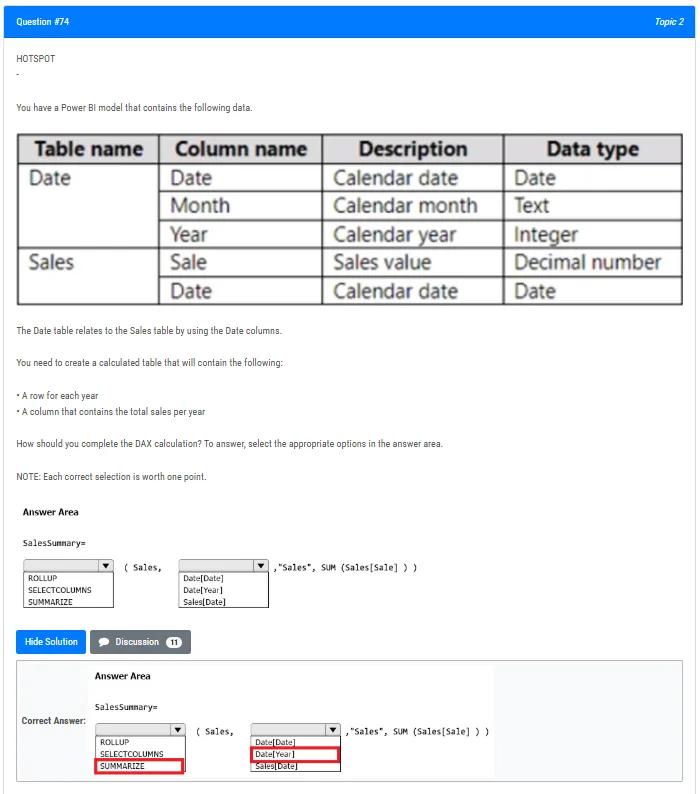 Question #74 Topic 2
HOTSPOT
-
You have a Power BI model that contains the following data.
Table name Column name Description Data type
Date Date Calendar date Date
Month Calendar month Text
Year Calendar year Integer
Sales Sale Sales value Decimal number
Date Calendar date Date
The Date table relates to the Sales table by using the Date columns.
You need to create a calculated table that will contain the following:
• A row for each year
• A column that contains the total sales per year
How should you complete the DAX calculation? To answer, select the appropriate options in the answer area.
NOTE: Each correct selection is worth one point.
Answer Area
SalesSummary=
( Sales, ,"Sales", SUM (Sales[Sale] ) )
ROLLUP Date[Date]
SELECTCOLUMNS Date[Year]
SUMMARIZE Sales[Date]
Hide Solution Discussion 11
Correct Answer:
Answer Area
SalesSummary=
( Sales, ,"Sales", SUM (Sales[Sale] ) )
ROLLUP Date[Date]
SELECTCOLUMNS Date[Year]
SUMMARIZE Sales[Date]